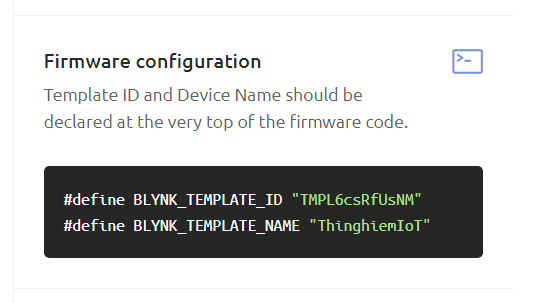 Firmware configuration
Template ID and Device Name should be
declared at the very top of the firmware code.
#define BLYNK_TEMPLATE_ID "TMPL6csRfUsNM"
#define BLYNK_TEMPLATE_NAME "ThinghiemIoT"